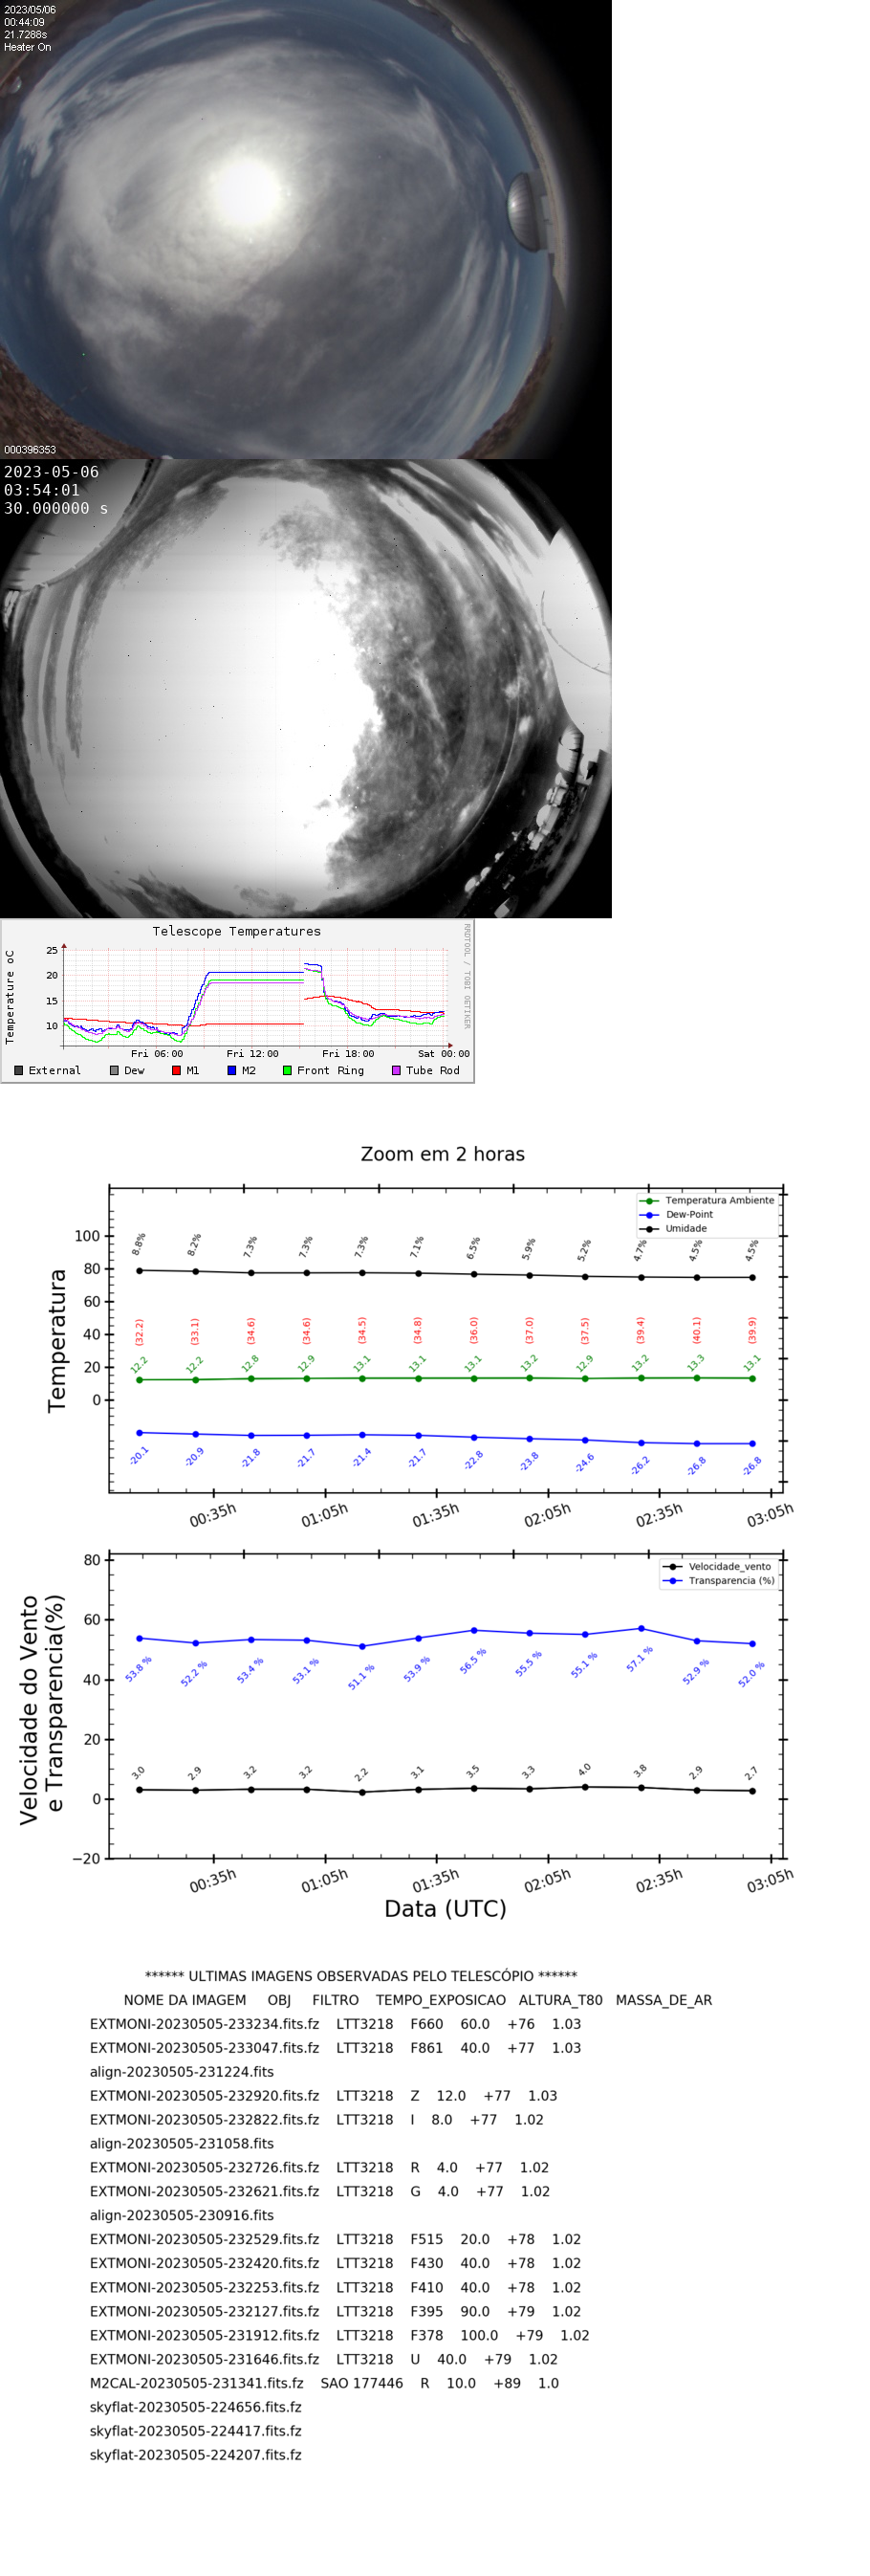 2023/05/06
00:44:09
21.7288s
Heater On
000396353
2023-05-06
03:54:01
30.000000 s
Telescope Temperatures
RRDTOOL / TOBI OETIKER
Temperature oC
25
20
15
10
Fri 06:00 Fri 12:00 Fri 18:00 Sat 00:00
External Dew M1 M2 Front Ring Tube Rod
Zoom em 2 horas
Temperatura
Temperatura Ambiente
Dew-Point
Umidade
100
80
60
40
20
0
8.8% 8.2% 7.3% 7.3% 7.3% 7.1% 6.5% 5.9% 5.2% 4.7% 4.5% 4.5%
(32.2) (33.1) (34.6) (34.6) (34.5) (34.8) (36.0) (37.0) (37.5) (39.4) (40.1) (39.9)
12.2 12.2 12.8 12.9 13.1 13.1 13.1 13.2 12.9 13.2 13.3 13.1
-20.1 -20.9 -21.8 -21.7 -21.4 -21.7 -22.8 -23.8 -24.6 -26.2 -26.8 -26.8
00:35h 01:05h 01:35h 02:05h 02:35h 03:05h
Velocidade do Vento
e Transparencia(%)
Velocidade_vento
Transparencia (%)
80
60
40
20
0
−20
53.8 % 52.2 % 53.4 % 53.1 % 51.1 % 53.9 % 56.5 % 55.5 % 55.1 % 57.1 % 52.9 % 52.0 %
3.0 2.9 3.2 3.2 2.2 3.1 3.5 3.3 4.0 3.8 2.9 2.7
00:35h 01:05h 01:35h 02:05h 02:35h 03:05h
Data (UTC)
****** ULTIMAS IMAGENS OBSERVADAS PELO TELESCÓPIO ******
NOME DA IMAGEM OBJ FILTRO TEMPO_EXPOSICAO ALTURA_T80 MASSA_DE_AR
EXTMONI-20230505-233234.fits.fz LTT3218 F660 60.0 +76 1.03
EXTMONI-20230505-233047.fits.fz LTT3218 F861 40.0 +77 1.03
align-20230505-231224.fits
EXTMONI-20230505-232920.fits.fz LTT3218 Z 12.0 +77 1.03
EXTMONI-20230505-232822.fits.fz LTT3218 I 8.0 +77 1.02
align-20230505-231058.fits
EXTMONI-20230505-232726.fits.fz LTT3218 R 4.0 +77 1.02
EXTMONI-20230505-232621.fits.fz LTT3218 G 4.0 +77 1.02
align-20230505-230916.fits
EXTMONI-20230505-232529.fits.fz LTT3218 F515 20.0 +78 1.02
EXTMONI-20230505-232420.fits.fz LTT3218 F430 40.0 +78 1.02
EXTMONI-20230505-232253.fits.fz LTT3218 F410 40.0 +78 1.02
EXTMONI-20230505-232127.fits.fz LTT3218 F395 90.0 +79 1.02
EXTMONI-20230505-231912.fits.fz LTT3218 F378 100.0 +79 1.02
EXTMONI-20230505-231646.fits.fz LTT3218 U 40.0 +79 1.02
M2CAL-20230505-231341.fits.fz SAO 177446 R 10.0 +89 1.0
skyflat-20230505-224656.fits.fz
skyflat-20230505-224417.fits.fz
skyflat-20230505-224207.fits.fz